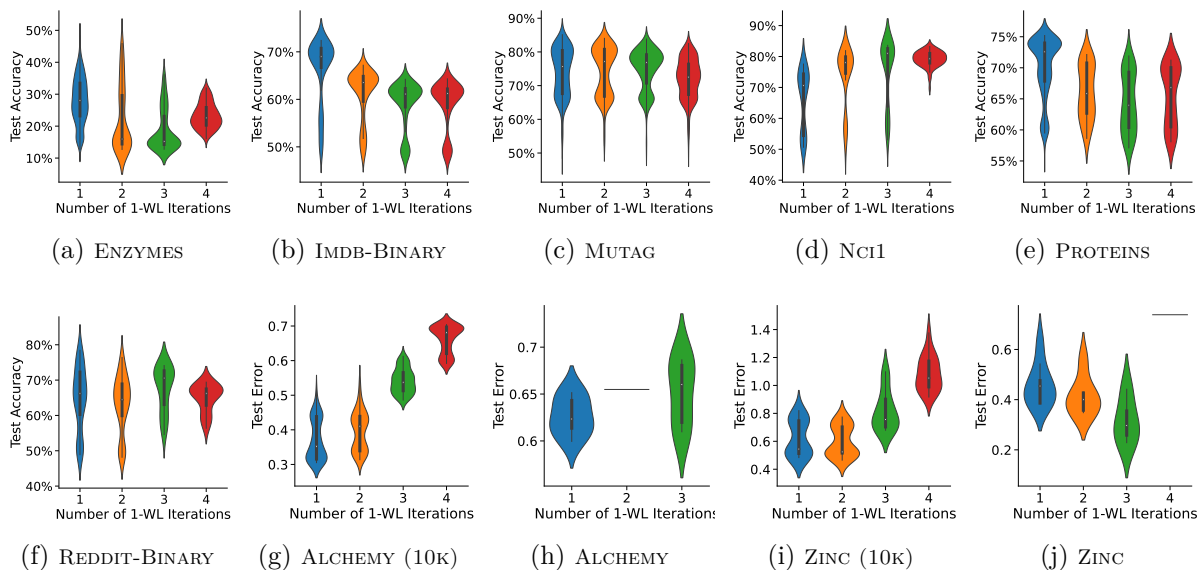 Test Accuracy
50%
40%
30%
20%
10%
1 2 3 4
Number of 1-WL Iterations
(a) ENZYMES
Test Accuracy
70%
60%
50%
1 2 3 4
Number of 1-WL Iterations
(b) IMDB-BINARY
Test Accuracy
90%
80%
70%
60%
50%
1 2 3 4
Number of 1-WL Iterations
(c) MUTAG
Test Accuracy
90%
80%
70%
60%
50%
40%
1 2 3 4
Number of 1-WL Iterations
(d) NCI1
Test Accuracy
75%
70%
65%
60%
55%
1 2 3 4
Number of 1-WL Iterations
(e) PROTEINS
Test Accuracy
80%
70%
60%
50%
40%
1 2 3 4
Number of 1-WL Iterations
(f) REDDIT-BINARY
Test Error
0.7
0.6
0.5
0.4
0.3
1 2 3 4
Number of 1-WL Iterations
(g) ALCHEMY (10K)
Test Error
0.7
0.6
1 2 3
Number of 1-WL Iterations
(h) ALCHEMY
Test Error
1.4
1.2
1.0
0.8
0.6
0.4
1 2 3 4
Number of 1-WL Iterations
(i) ZINC (10K)
Test Error
0.6
0.4
0.2
1 2 3 4
Number of 1-WL Iterations
(j) ZINC